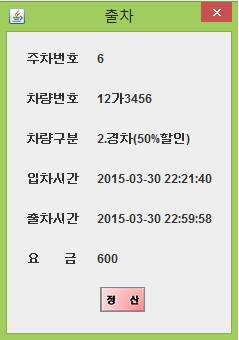 출차
주차번호 6
차량번호 12가3456
차량구분 2.경차(50%할인)
입차시간 2015-03-30 22:21:40
출차시간 2015-03-30 22:59:58
요 금 600
정 산